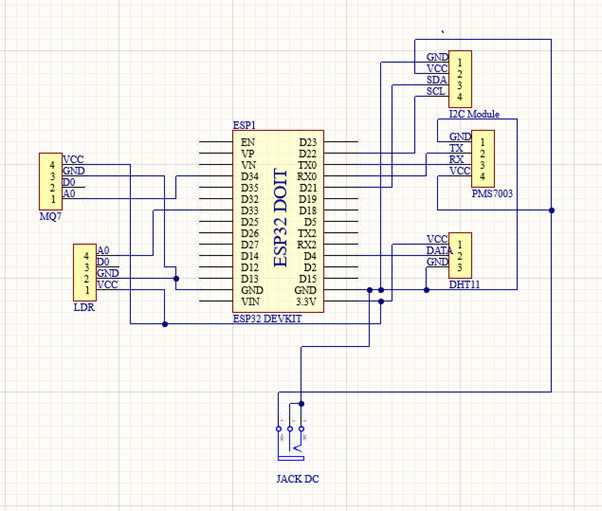 GND
VCC
SDA
SCL
1
2
3
4
I2C Module
GND
TX
RX
VCC
1
2
3
4
PMS7003
VCC
DATA
GND
1
2
3
DHT11
ESP1
EN
VP
VN
D34
D35
D32
D33
D25
D26
D27
D14
D12
D13
GND
VIN
ESP32 DOIT
D23
D22
TX0
RX0
D21
D19
D18
D5
TX2
RX2
D4
D2
D15
GND
3.3V
ESP32 DEVKIT
4
3
2
1
VCC
GND
D0
A0
MQ7
4
3
2
1
A0
D0
GND
VCC
LDR
JACK DC